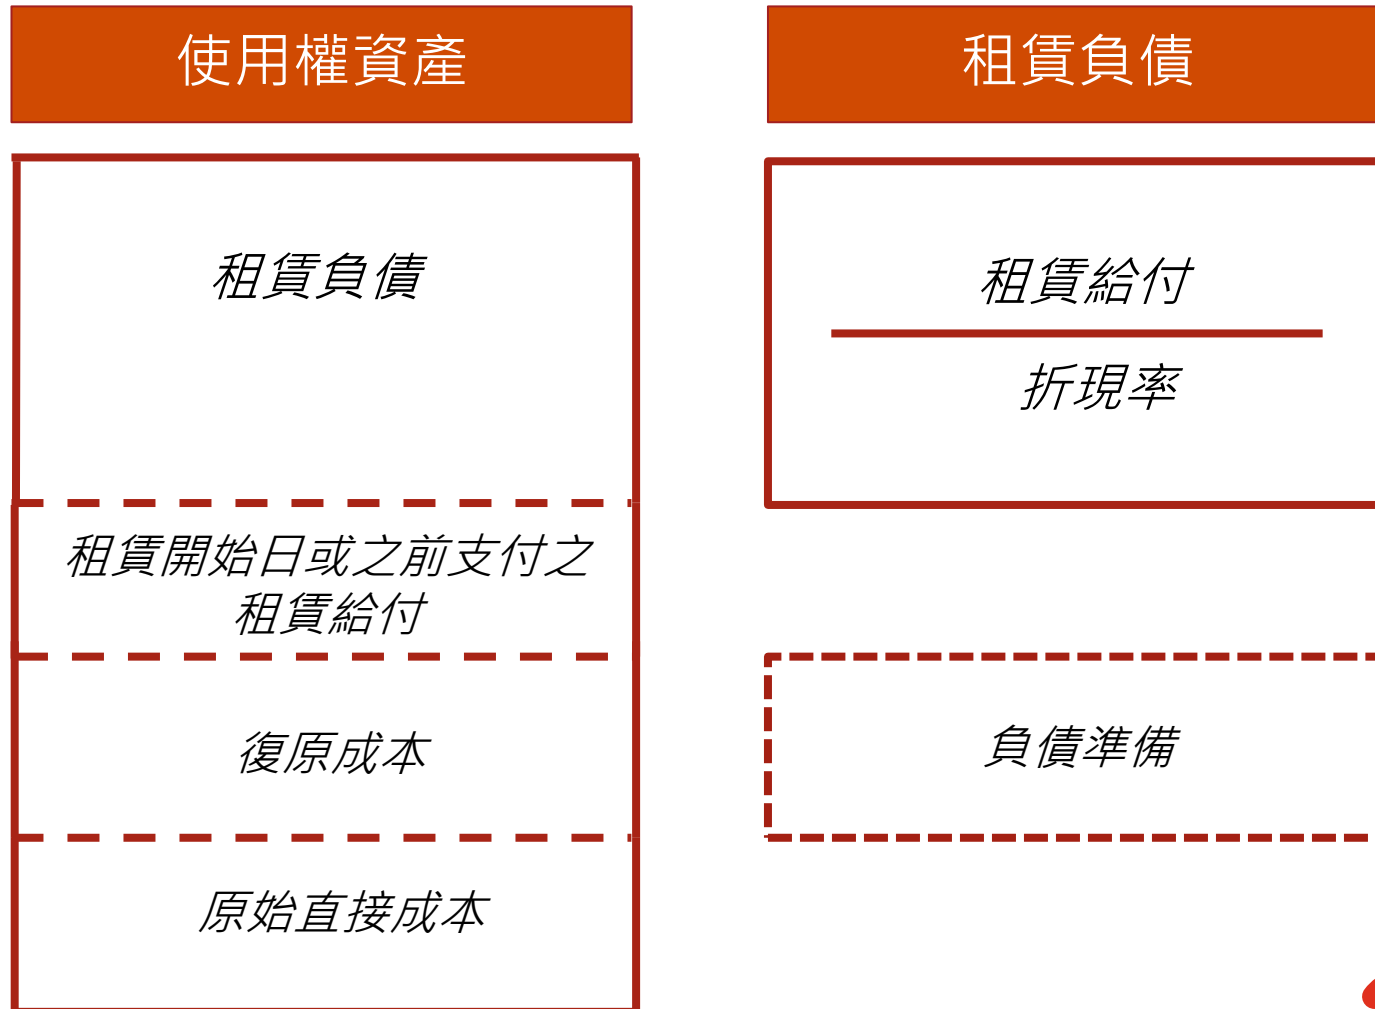 使用權資產
租賃負債
租賃負債
租賃開始日或之前支付之
租賃給付
復原成本
原始直接成本
租賃給付
折現率
負債準備